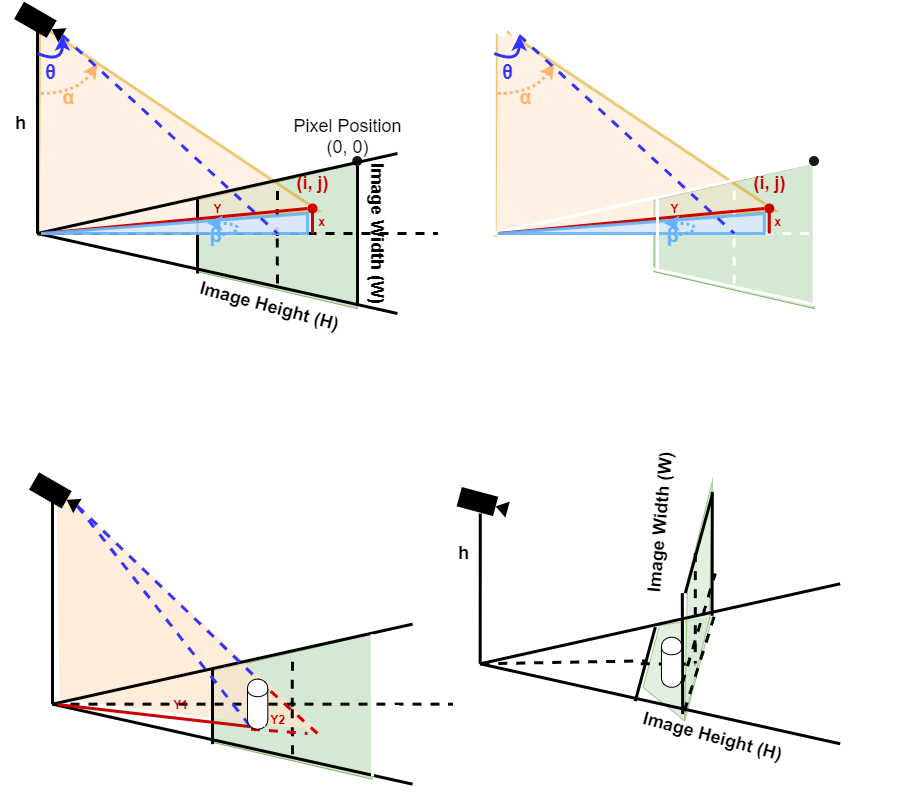 θ
α
h
Pixel Position
(0, 0)
(i, j)
Y
x
β
Image Width (W)
Image Height (H)
θ
α
(i, j)
Y
x
β
Y1
Y2
h
Image Width (W)
Image Height (H)